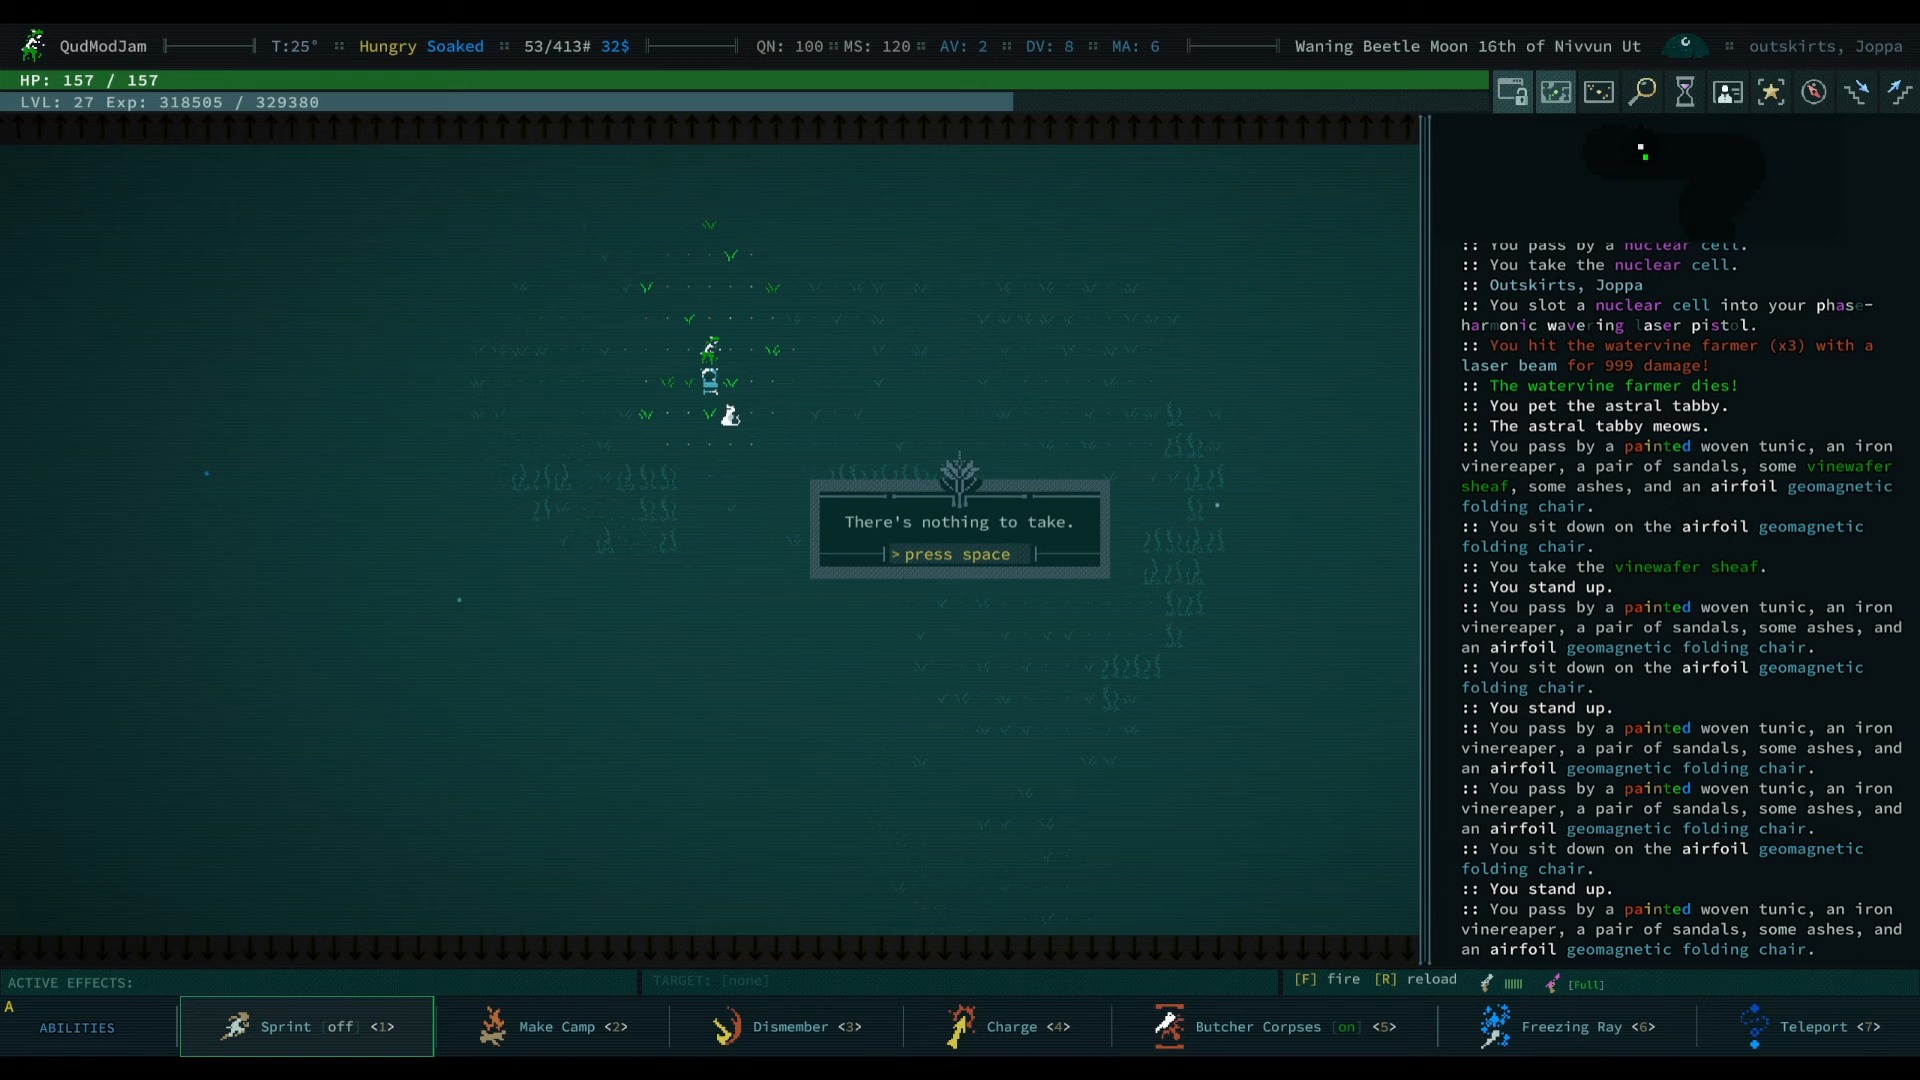 QudModJam T:25° :: Hungry Soaked :: 53/413# 32$ QN: 100 :: MS: 120 :: AV: 2 :: DV: 8 :: MA: 6 Waning Beetle Moon 16th of Nivvun Ut :: outskirts, Joppa
HP: 157 / 157
LVL: 27 Exp: 318505 / 329380
:: You pass by a nuclear cell.
:: You take the nuclear cell.
:: Outskirts, Joppa
:: You slot a nuclear cell into your phase-
harmonic wavering laser pistol.
:: You hit the watervine farmer (x3) with a
laser beam for 999 damage!
:: The watervine farmer dies!
:: You pet the astral tabby.
:: The astral tabby meows.
:: You pass by a painted woven tunic, an iron
vinereaper, a pair of sandals, some vinewafer
sheaf, some ashes, and an airfoil geomagnetic
folding chair.
:: You sit down on the airfoil geomagnetic
folding chair.
:: You take the vinewafer sheaf.
:: You stand up.
:: You pass by a painted woven tunic, an iron
vinereaper, a pair of sandals, some ashes, and
an airfoil geomagnetic folding chair.
:: You sit down on the airfoil geomagnetic
folding chair.
:: You stand up.
:: You pass by a painted woven tunic, an iron
vinereaper, a pair of sandals, some ashes, and
an airfoil geomagnetic folding chair.
:: You pass by a painted woven tunic, an iron
vinereaper, a pair of sandals, some ashes, and
an airfoil geomagnetic folding chair.
:: You sit down on the airfoil geomagnetic
folding chair.
:: You stand up.
:: You pass by a painted woven tunic, an iron
vinereaper, a pair of sandals, some ashes, and
an airfoil geomagnetic folding chair.
There's nothing to take.
>press space
ACTIVE EFFECTS: TARGET: [none] [F] fire [R] reload [Full]
A
ABILITIES Sprint [off] <1> Make Camp <2> Dismember <3> Charge <4> Butcher Corpses [on] <5> Freezing Ray <6> Teleport <7>